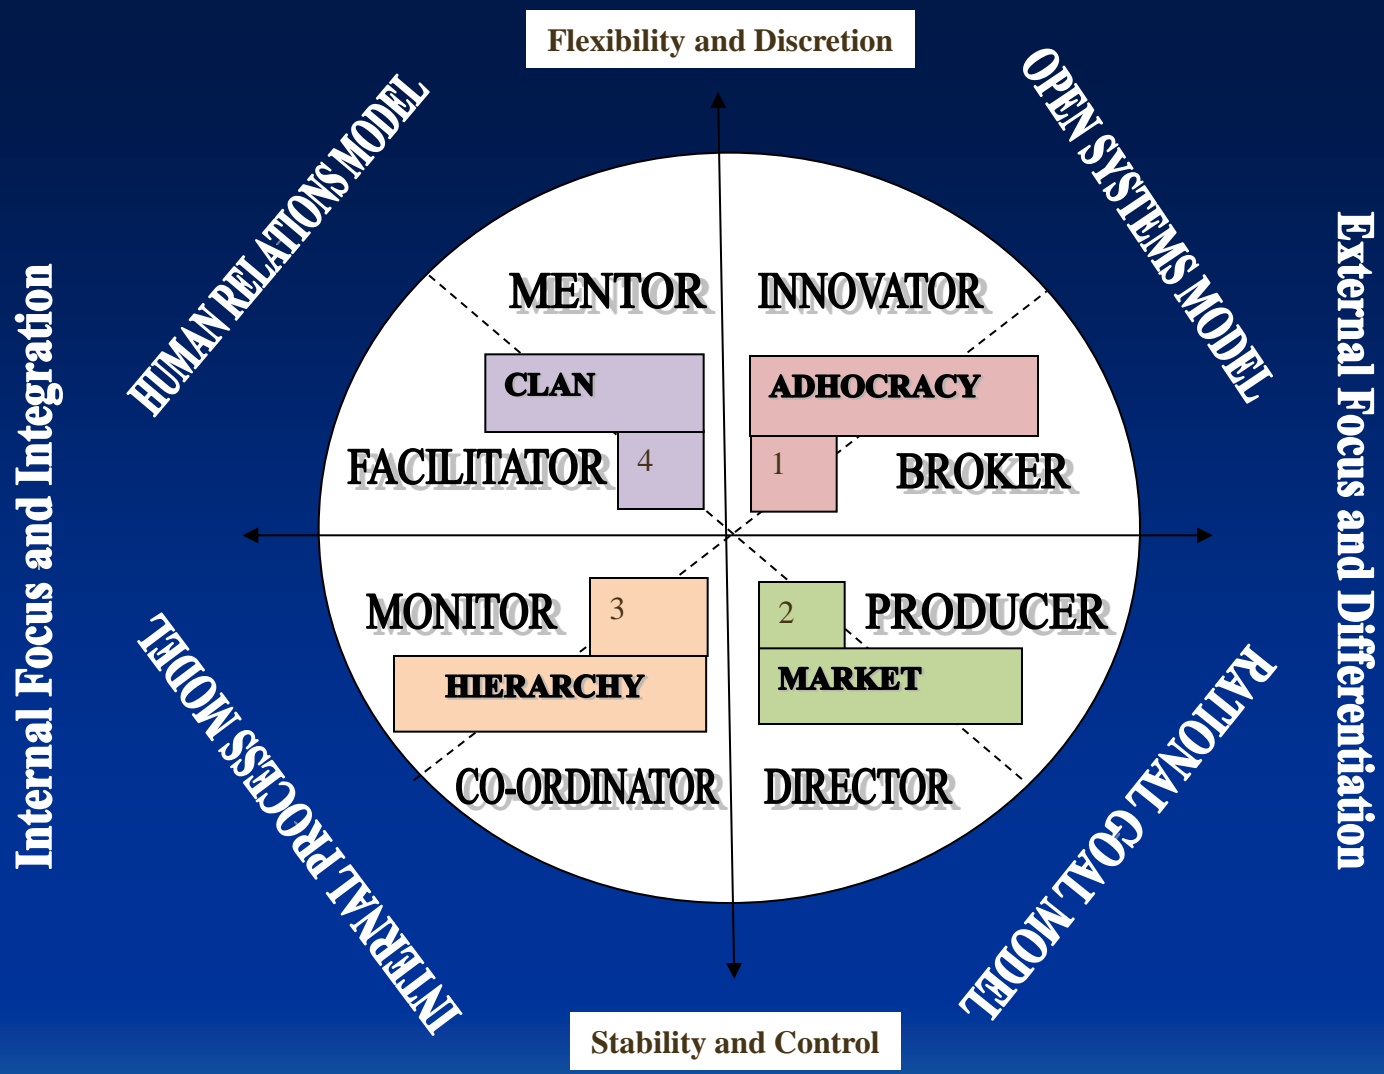 Flexibility and Discretion
HUMAN RELATIONS MODEL
OPEN SYSTEMS MODEL
Internal Focus and Integration
External Focus and Differentiation
MENTOR
INNOVATOR
CLAN
ADHOCRACY
FACILITATOR
4
1
BROKER
MONITOR
3
2
PRODUCER
HIERARCHY
MARKET
CO-ORDINATOR
DIRECTOR
INTERNAL PROCESS MODEL
RATIONAL GOAL MODEL
Stability and Control